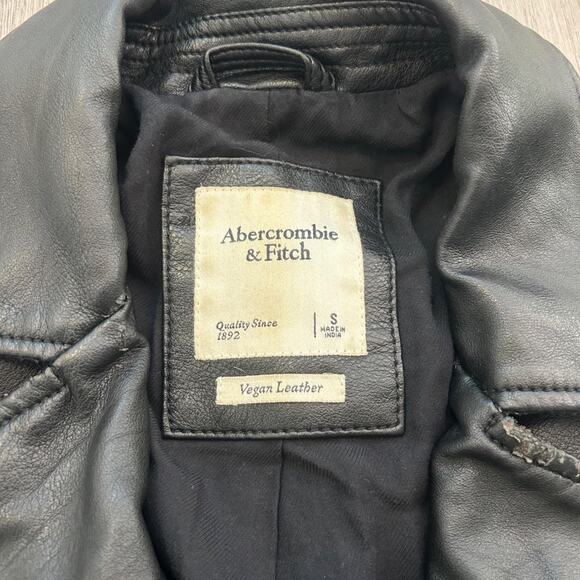 Abercrombie
& Fitch
Quality Since
1892
S
MADE IN
INDIA
Vegan Leather